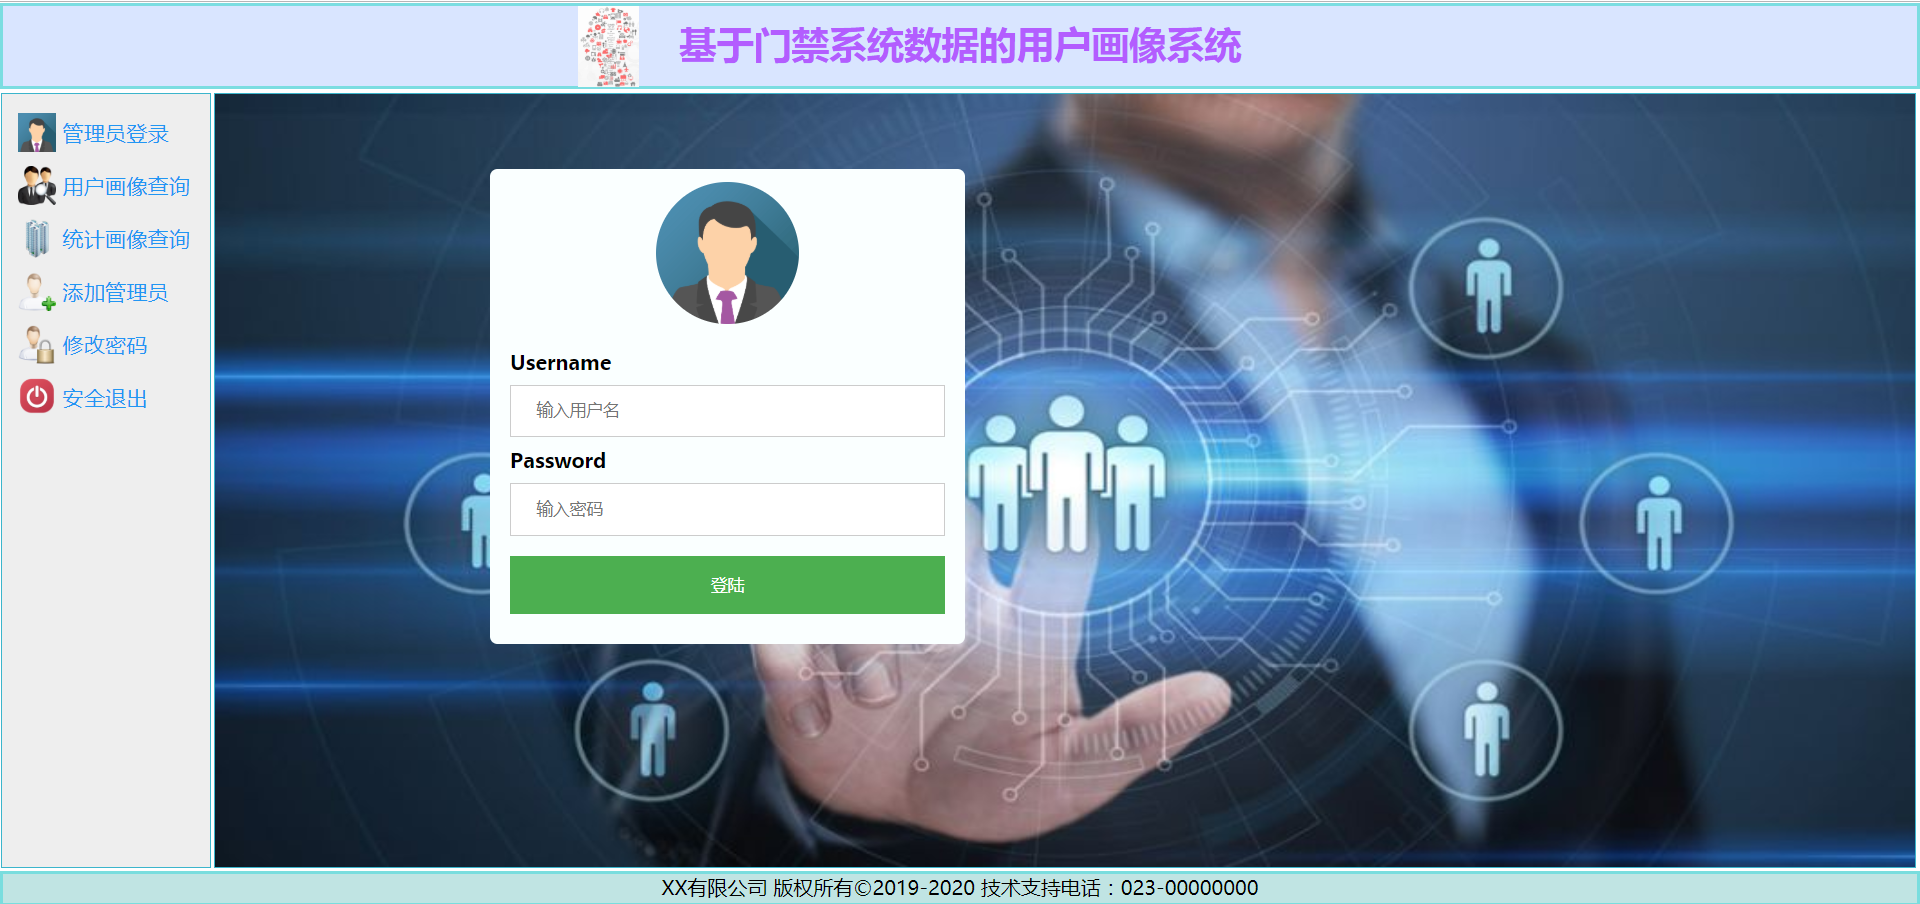 基于门禁系统数据的用户画像系统
管理员登录
用户画像查询
统计画像查询
添加管理员
修改密码
安全退出
Username
输入用户名
Password
输入密码
登陆
XX有限公司 版权所有©2019-2020 技术支持电话：023-00000000